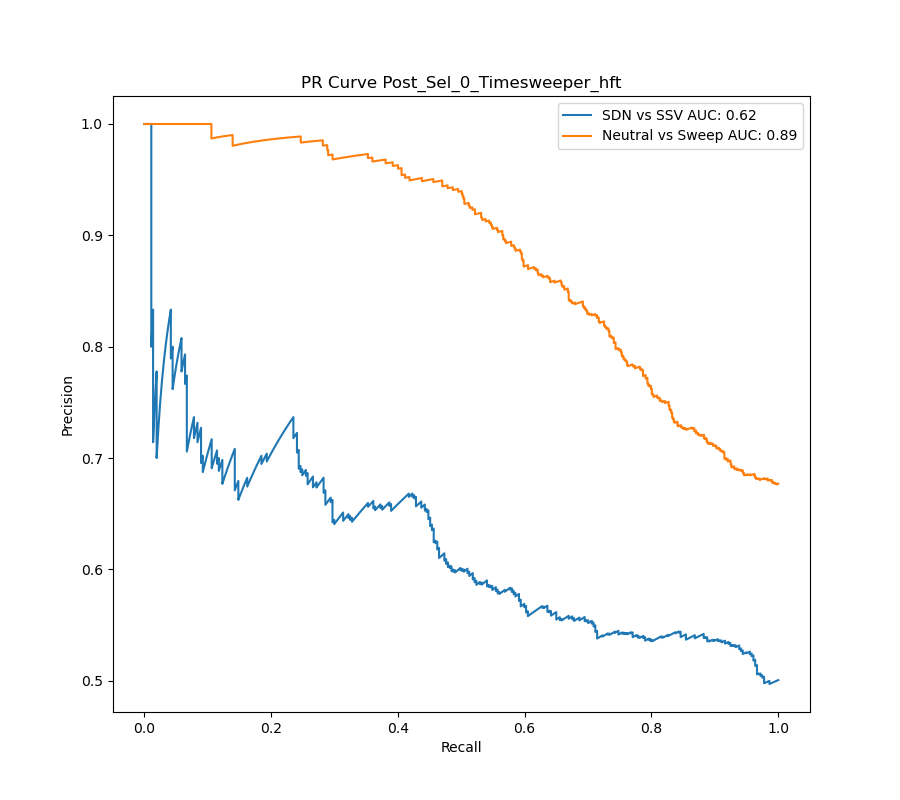 PR Curve Post_Sel_0_Timesweeper_hft
SDN vs SSV AUC: 0.62
Neutral vs Sweep AUC: 0.89
Precision
1.0
0.9
0.8
0.7
0.6
0.5
0.0 0.2 0.4 0.6 0.8 1.0
Recall